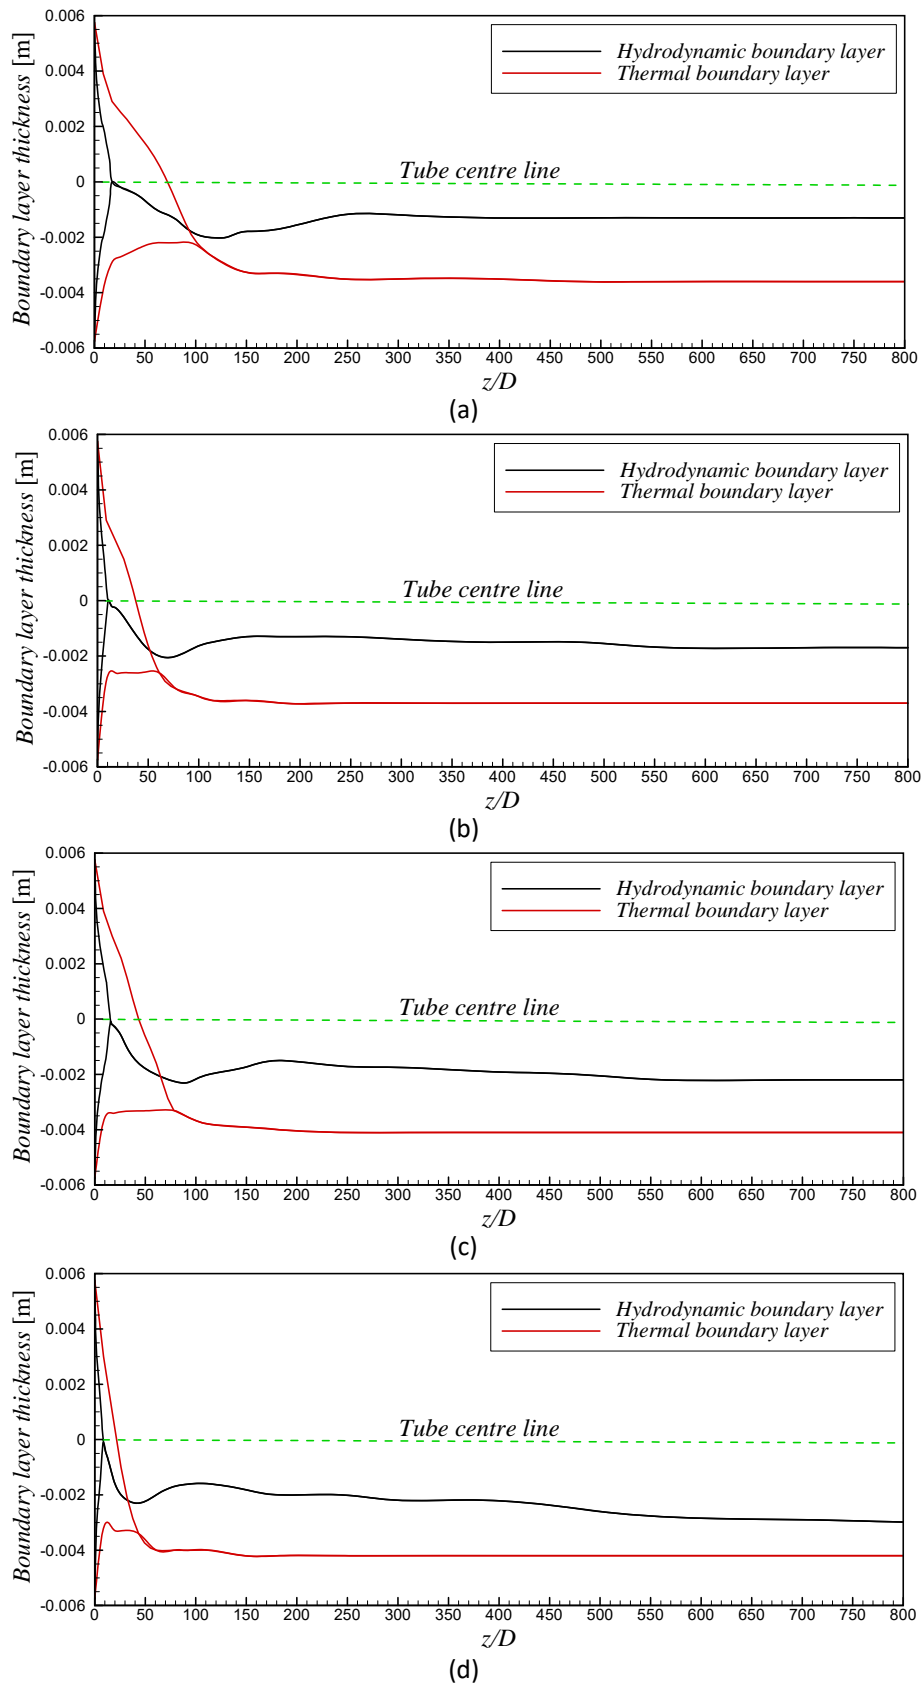 Boundary layer thickness [m]
0.006
0.004
0.002
0
-0.002
-0.004
-0.006
Hydrodynamic boundary layer
Thermal boundary layer
Tube centre line
0 50 100 150 200 250 300 350 400 450 500 550 600 650 700 750 800
z/D
(a)
Boundary layer thickness [m]
0.006
0.004
0.002
0
-0.002
-0.004
-0.006
Hydrodynamic boundary layer
Thermal boundary layer
Tube centre line
0 50 100 150 200 250 300 350 400 450 500 550 600 650 700 750 800
z/D
(b)
Boundary layer thickness [m]
0.006
0.004
0.002
0
-0.002
-0.004
-0.006
Hydrodynamic boundary layer
Thermal boundary layer
Tube centre line
0 50 100 150 200 250 300 350 400 450 500 550 600 650 700 750 800
z/D
(c)
Boundary layer thickness [m]
0.006
0.004
0.002
0
-0.002
-0.004
-0.006
Hydrodynamic boundary layer
Thermal boundary layer
Tube centre line
0 50 100 150 200 250 300 350 400 450 500 550 600 650 700 750 800
z/D
(d)